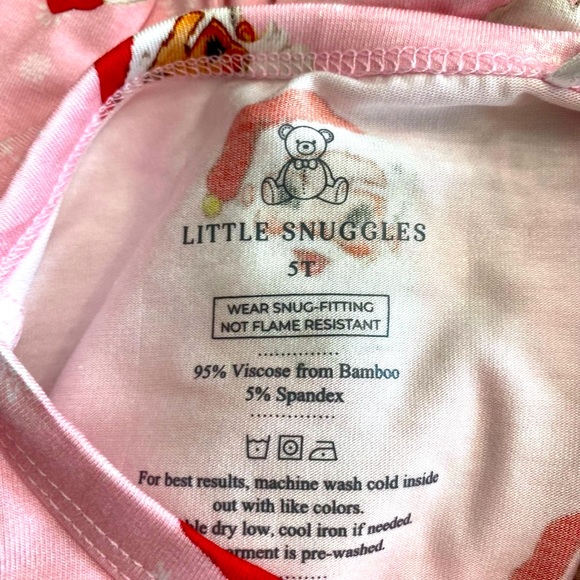 LITTLE SNUGGLES
5T
WEAR SNUG-FITTING
NOT FLAME RESISTANT
95% Viscose from Bamboo
5% Spandex
For best results, machine wash cold inside
out with like colors.
dry low, cool iron if needed.
is pre-washed.